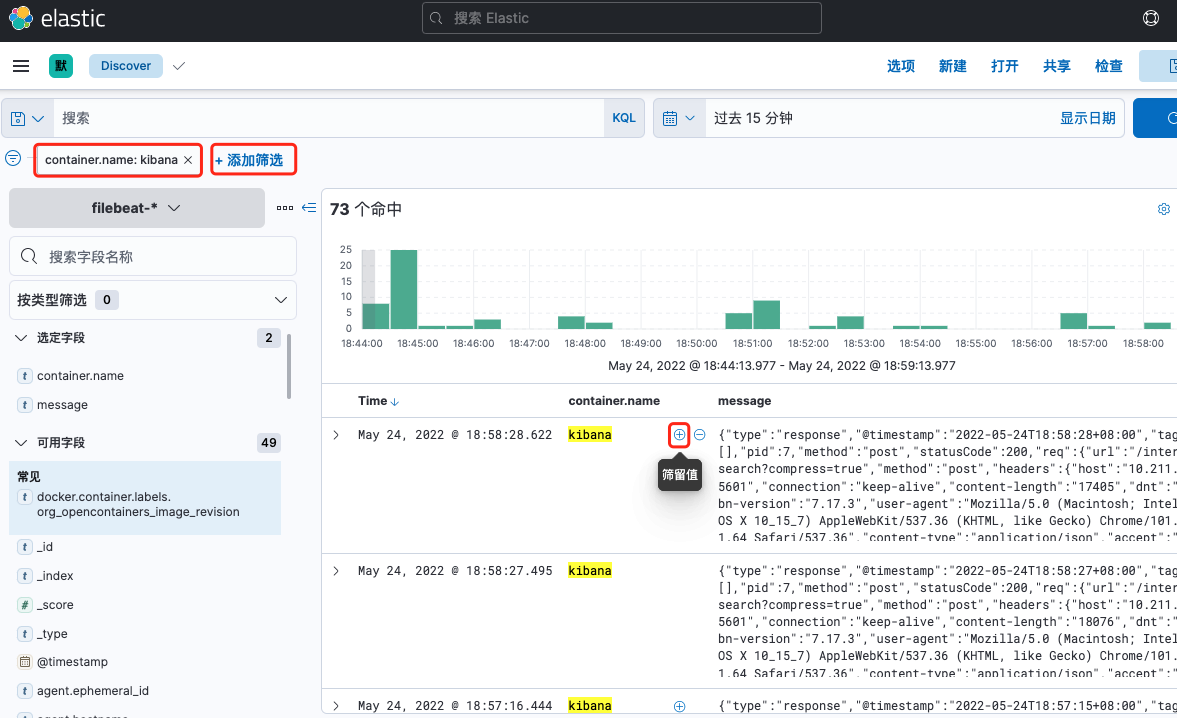 elastic
搜索 Elastic
默
Discover
选项
新建
打开
共享
检查
搜索
KQL
过去 15 分钟
显示日期
container.name: kibana ×
+ 添加筛选
filebeat-*
73 个命中
搜索字段名称
按类型筛选 0
选定字段 2
t container.name
t message
可用字段 49
常见
t docker.container.labels.
org_opencontainers_image_revision
t _id
t _index
# _score
t _type
@timestamp
t agent.ephemeral_id
25
20
15
10
5
0
18:44:00 18:45:00 18:46:00 18:47:00 18:48:00 18:49:00 18:50:00 18:51:00 18:52:00 18:53:00 18:54:00 18:55:00 18:56:00 18:57:00 18:58:00
May 24, 2022 @ 18:44:13.977 - May 24, 2022 @ 18:59:13.977
Time container.name message
May 24, 2022 @ 18:58:28.622 kibana {"type":"response","@timestamp":"2022-05-24T18:58:28+08:00","tag
[],"pid":7,"method":"post","statusCode":200,"req":{"url":"/inter
筛留值
search?compress=true","method":"post","headers":{"host":"10.211.
5601","connection":"keep-alive","content-length":"17405","dnt":"
bn-version":"7.17.3","user-agent":"Mozilla/5.0 (Macintosh; Intel
OS X 10_15_7) AppleWebKit/537.36 (KHTML, like Gecko) Chrome/101.
1.64 Safari/537.36","content-type":"application/json","accept":"
May 24, 2022 @ 18:58:27.495 kibana {"type":"response","@timestamp":"2022-05-24T18:58:27+08:00","tag
[],"pid":7,"method":"post","statusCode":200,"req":{"url":"/inter
search?compress=true","method":"post","headers":{"host":"10.211.
5601","connection":"keep-alive","content-length":"18076","dnt":"
bn-version":"7.17.3","user-agent":"Mozilla/5.0 (Macintosh; Intel
OS X 10_15_7) AppleWebKit/537.36 (KHTML, like Gecko) Chrome/101.
1.64 Safari/537.36","content-type":"application/json","accept":"
May 24, 2022 @ 18:57:16.444 kibana {"type":"response","@timestamp":"2022-05-24T18:57:15+08:00","tag